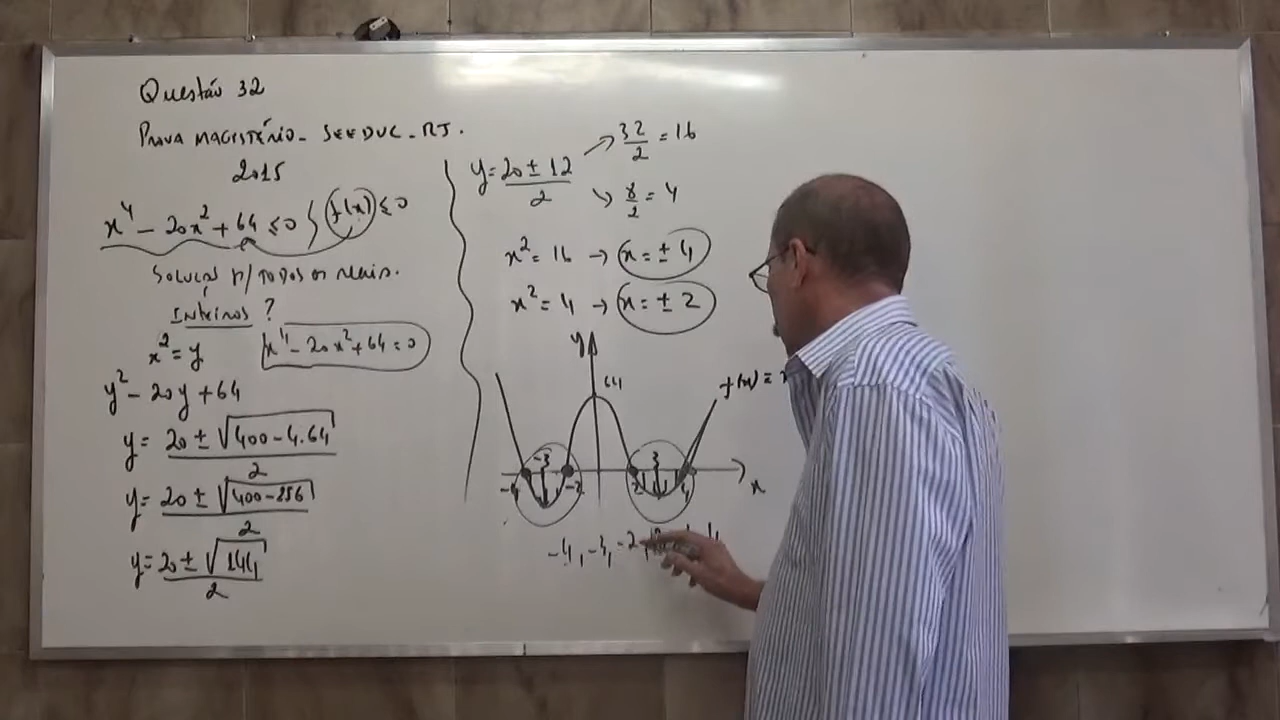 Questão 32
PROVA MAGISTÉRIO - SEEDUC - RJ.
2015
x⁴ - 20x² + 64 ≤ 0 } f(x) ≤ 0
SOLUÇAS P/ TODOS OS REAIS.
INTEIROS ?
x² = y
x⁴ - 20x² + 64 = 0
y² - 20y + 64
y = 20 ± √400 - 4.64 / 2
y = 20 ± √400 - 256 / 2
y = 20 ± √144 / 2
y = 20 ± 12 / 2
32/2 = 16
8/2 = 4
x² = 16 → x = ± 4
x² = 4 → x = ± 2
y
64
f(x) =
-3 3
-4 -2 2 4 x
-4, -3, -2,